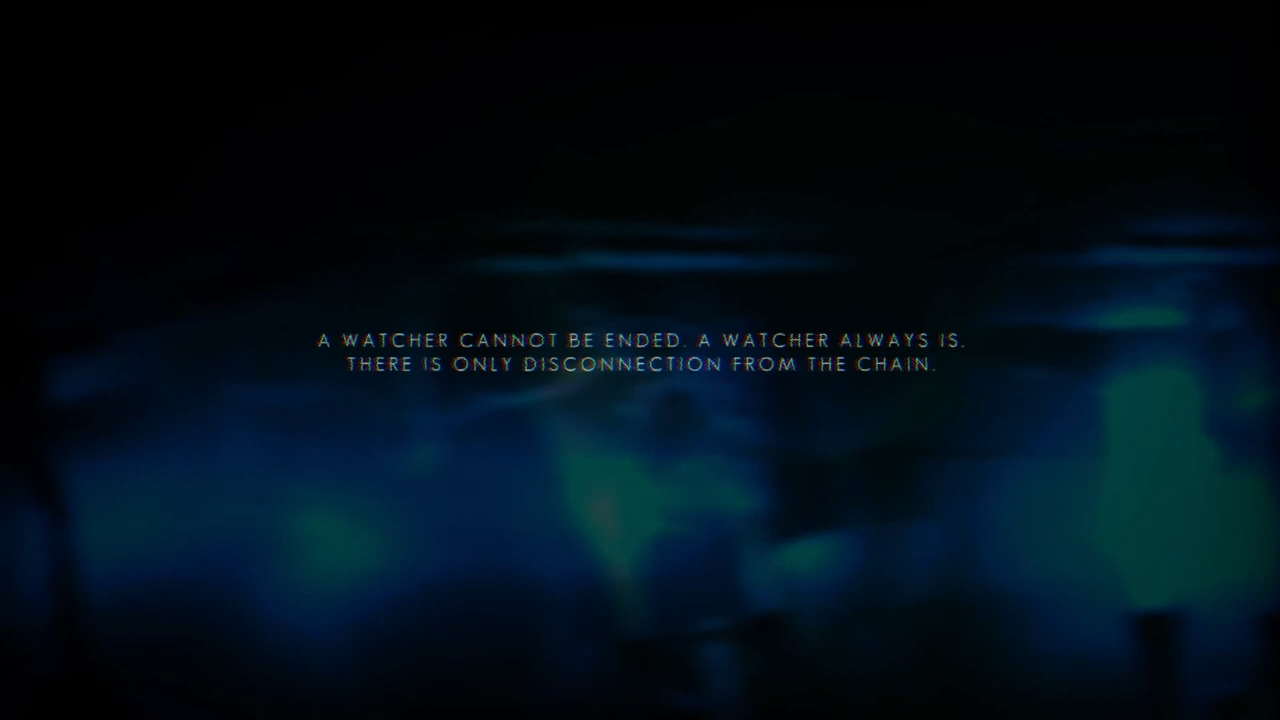 A WATCHER CANNOT BE ENDED. A WATCHER ALWAYS IS.
THERE IS ONLY DISCONNECTION FROM THE CHAIN.